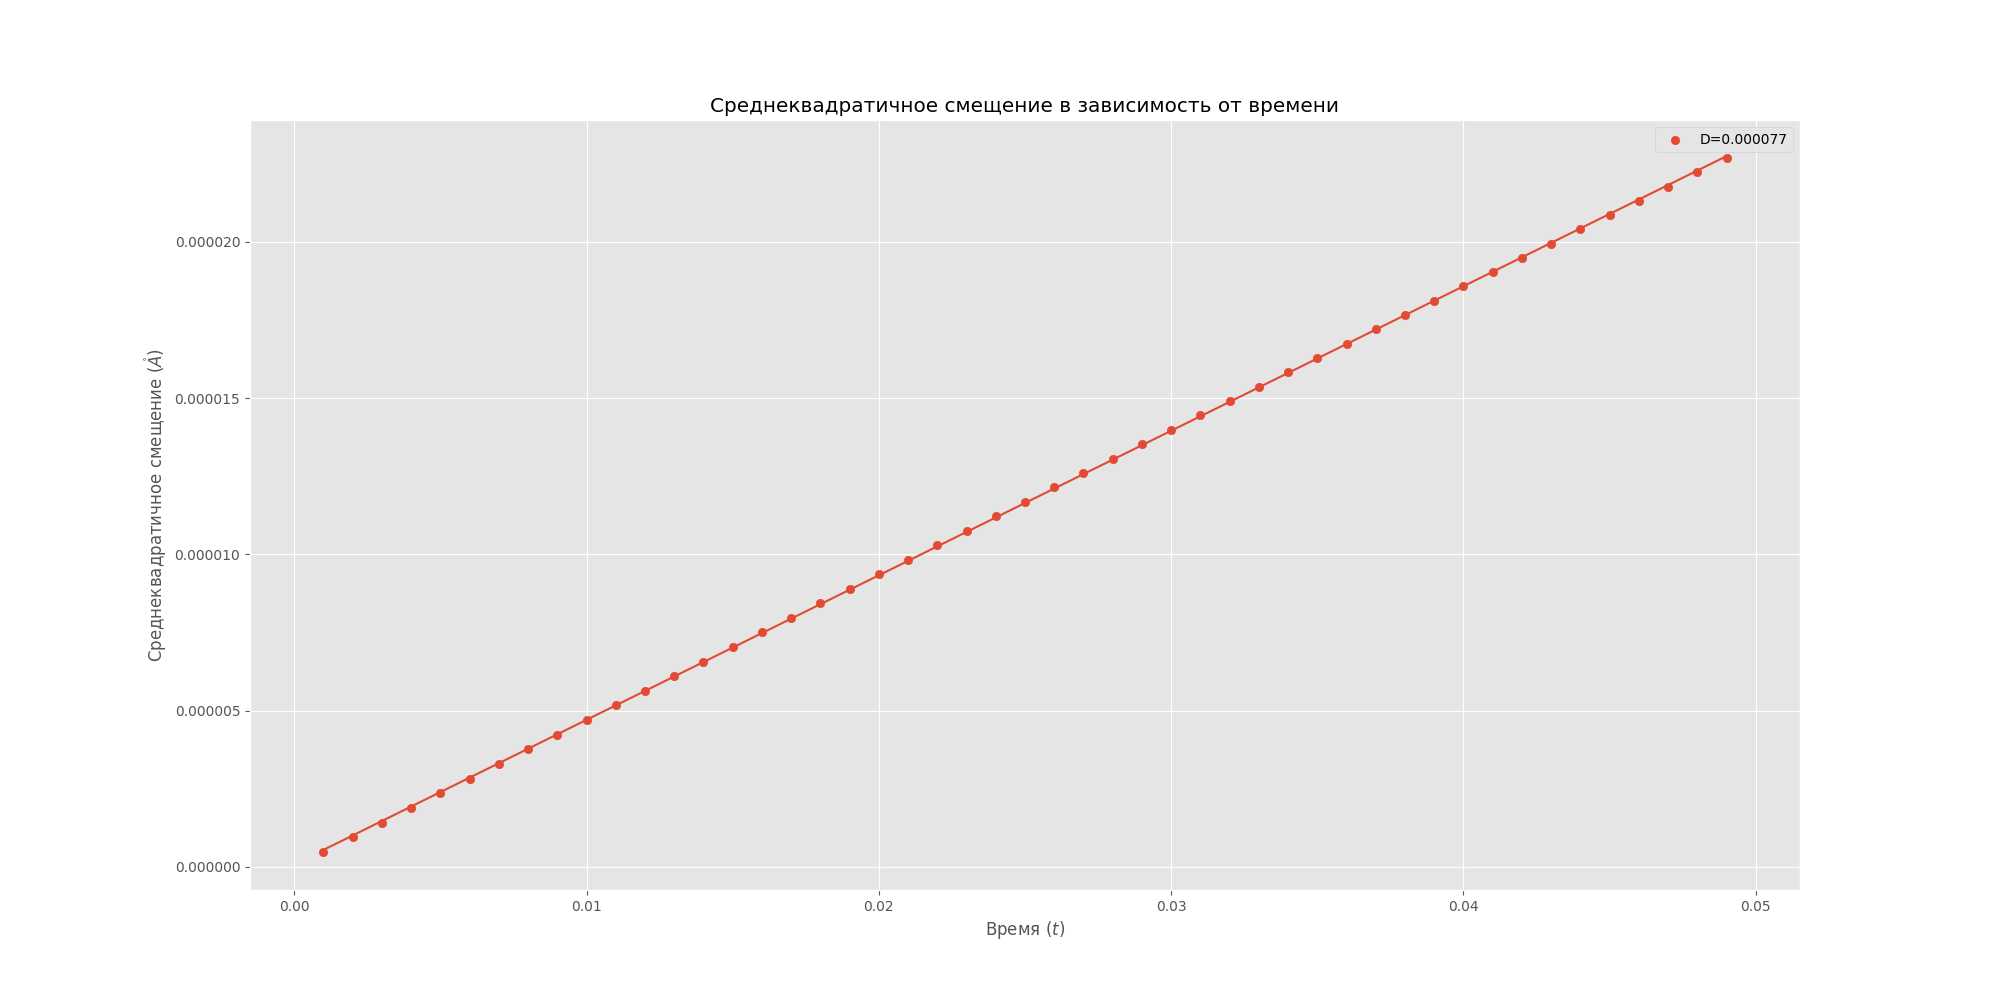 Среднеквадратичное смещение в зависимость от времени
D=0.000077
Среднеквадратичное смещение (Å)
0.000020
0.000015
0.000010
0.000005
0.000000
0.00 0.01 0.02 0.03 0.04 0.05
Время (t)